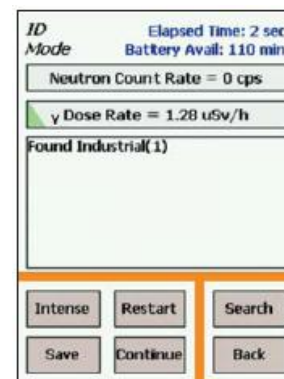 ID Elapsed Time: 2 sec
Mode Battery Avail: 110 min
Neutron Count Rate = 0 cps
γ Dose Rate = 1.28 uSv/h
Found Industrial(1)
Intense Restart Search
Save Continue Back